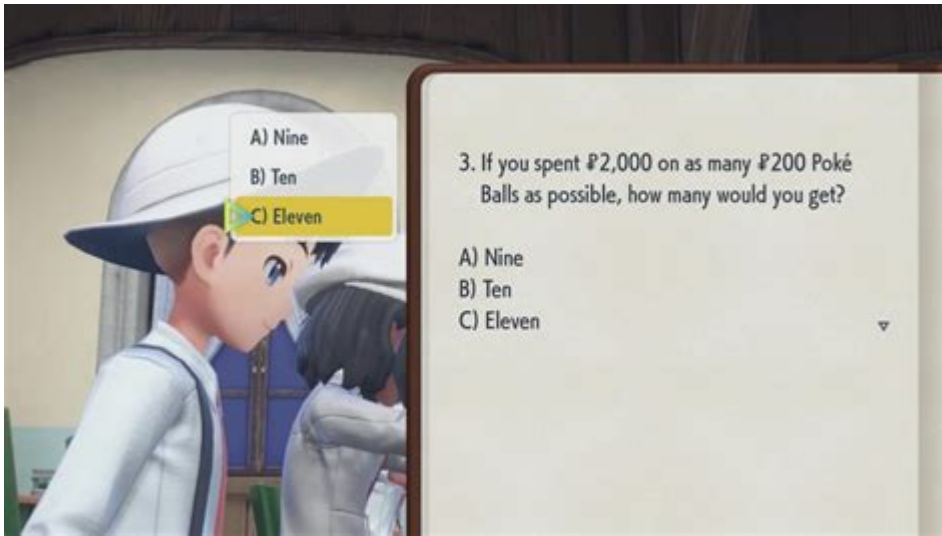 A) Nine
B) Ten
C) Eleven
3. If you spent ₽2,000 on as many ₽200 Poké
Balls as possible, how many would you get?
A) Nine
B) Ten
C) Eleven